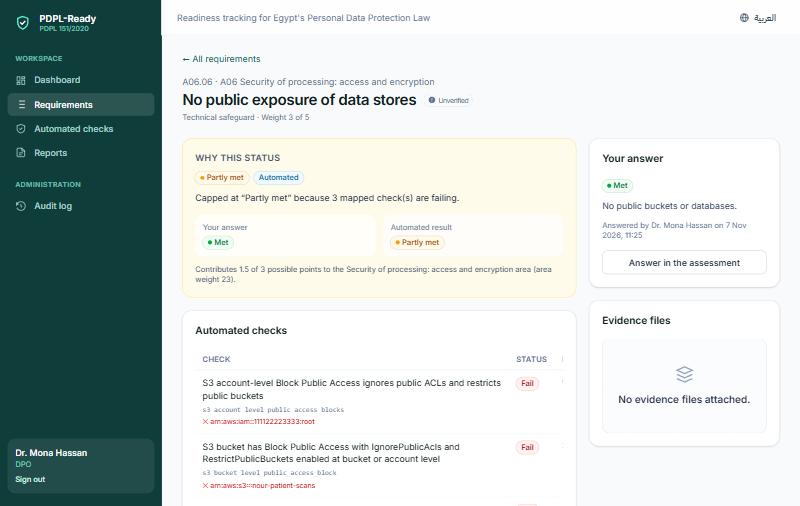 PDPL-Ready
PDPL 151/2020
WORKSPACE
Dashboard
Requirements
Automated checks
Reports
ADMINISTRATION
Audit log
Dr. Mona Hassan
DPO
Sign out
Readiness tracking for Egypt's Personal Data Protection Law
العربية
← All requirements
A06.06 · A06 Security of processing: access and encryption
No public exposure of data stores
Unverified
Technical safeguard · Weight 3 of 5
WHY THIS STATUS
Partly met
Automated
Capped at “Partly met” because 3 mapped check(s) are failing.
Your answer
Met
Automated result
Partly met
Contributes 1.5 of 3 possible points to the Security of processing: access and encryption area (area
weight 23).
Automated checks
CHECK
STATUS
S3 account-level Block Public Access ignores public ACLs and restricts
public buckets
s3 account level public access blocks
arn:aws:iam::111122223333:root
Fail
S3 bucket has Block Public Access with IgnorePublicAcls and
RestrictPublicBuckets enabled at bucket or account level
s3 bucket level public access block
arn:aws:s3:::nour-patient-scans
Fail
Your answer
Met
No public buckets or databases.
Answered by Dr. Mona Hassan on 7 Nov
2026, 11:25
Answer in the assessment
Evidence files
No evidence files attached.